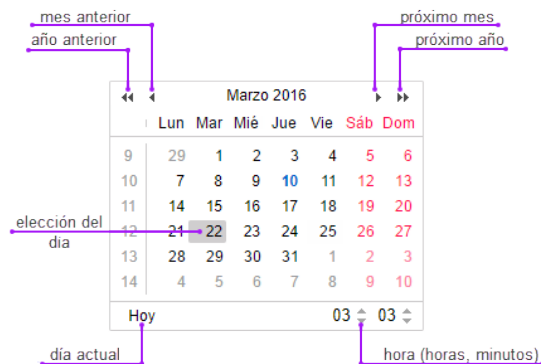 mes anterior
próximo mes
año anterior
próximo año
Marzo 2016
Lun Mar Mié Jue Vie Sáb Dom
9 29 1 2 3 4 5 6
10 7 8 9 10 11 12 13
11 14 15 16 17 18 19 20
elección del
dia
12 21 22 23 24 25 26 27
13 28 29 30 31 1 2 3
14 4 5 6 7 8 9 10
Hoy 03 03
día actual
hora (horas, minutos)